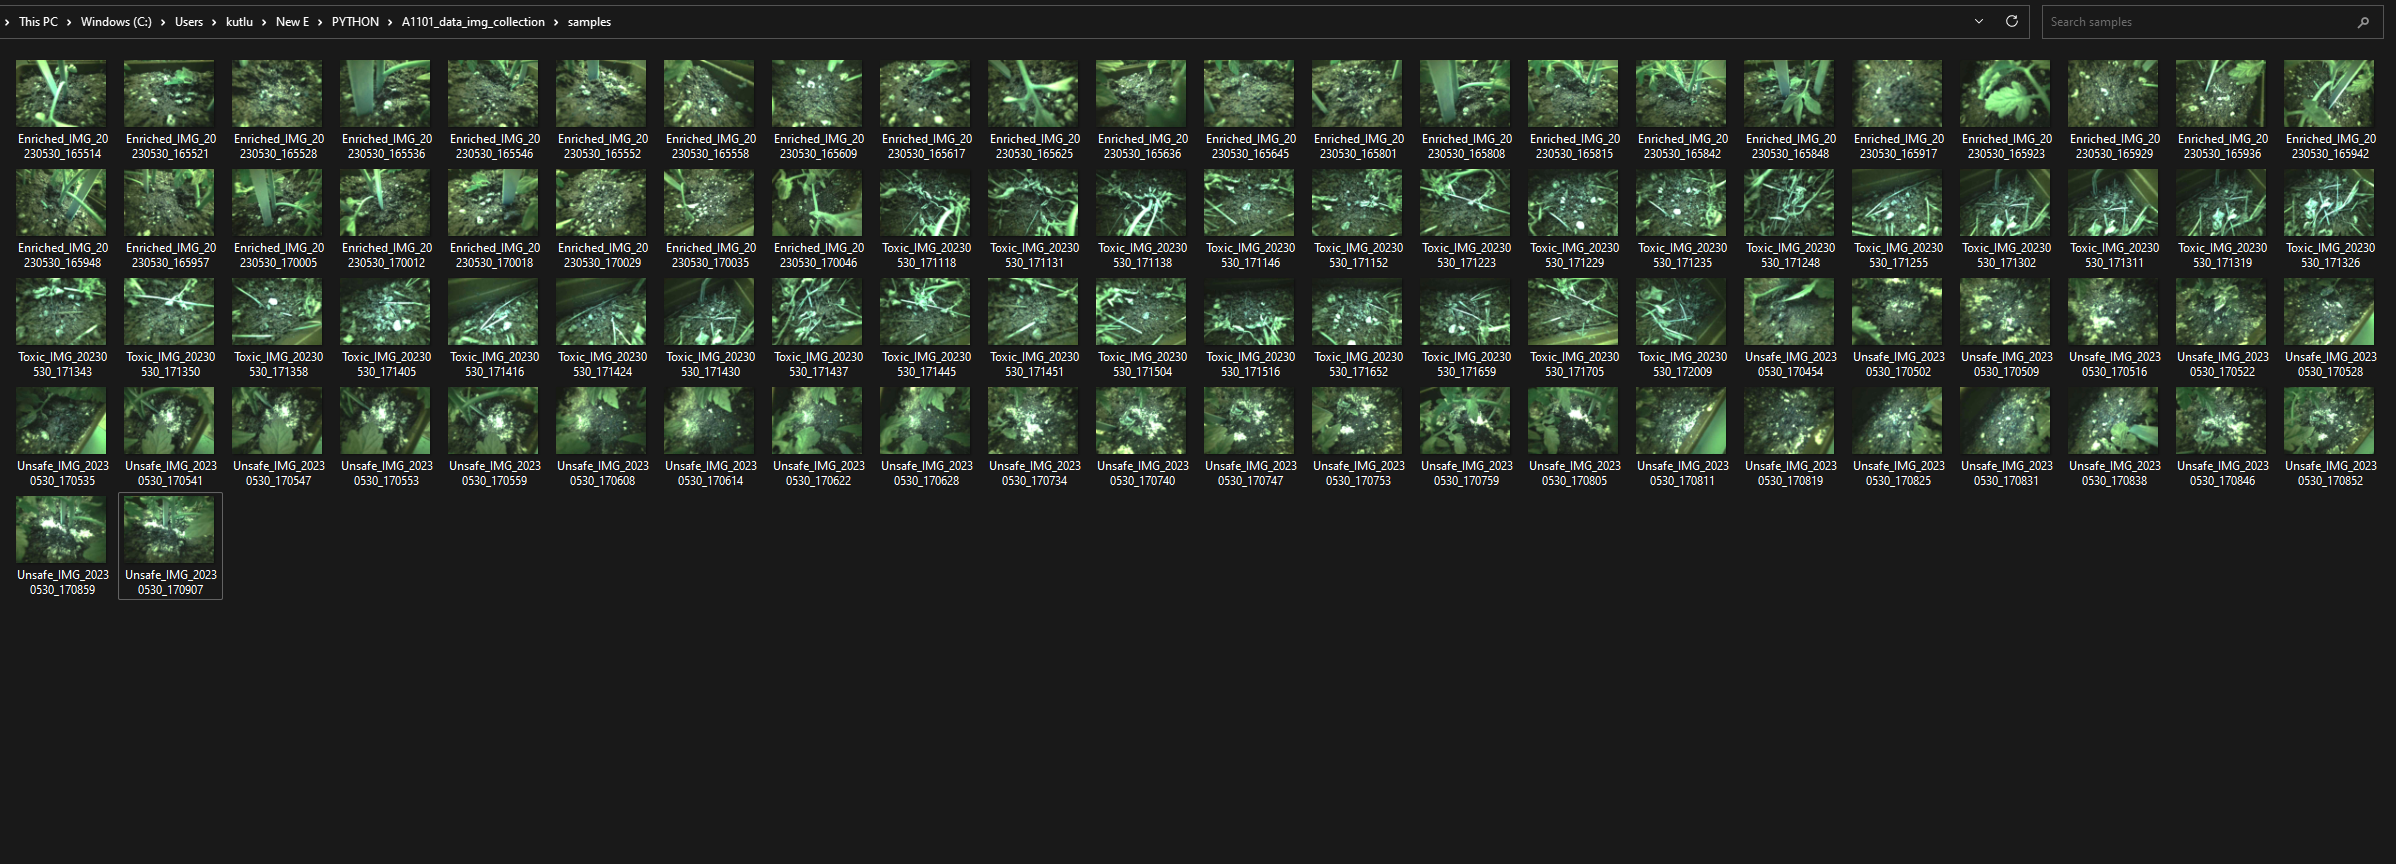 This PC > Windows (C:) > Users > kutlu > New E > PYTHON > A1101_data_img_collection > samples
Search samples
Enriched_IMG_20 Enriched_IMG_20 Enriched_IMG_20 Enriched_IMG_20 Enriched_IMG_20 Enriched_IMG_20 Enriched_IMG_20 Enriched_IMG_20 Enriched_IMG_20 Enriched_IMG_20 Enriched_IMG_20 Enriched_IMG_20 Enriched_IMG_20 Enriched_IMG_20 Enriched_IMG_20 Enriched_IMG_20 Enriched_IMG_20 Enriched_IMG_20 Enriched_IMG_20 Enriched_IMG_20 Enriched_IMG_20 Enriched_IMG_20
230530_165514 230530_165521 230530_165528 230530_165536 230530_165546 230530_165552 230530_165558 230530_165609 230530_165617 230530_165625 230530_165636 230530_165645 230530_165801 230530_165808 230530_165815 230530_165842 230530_165848 230530_165917 230530_165923 230530_165929 230530_165936 230530_165942
Enriched_IMG_20 Enriched_IMG_20 Enriched_IMG_20 Enriched_IMG_20 Enriched_IMG_20 Enriched_IMG_20 Enriched_IMG_20 Enriched_IMG_20 Toxic_IMG_20230 Toxic_IMG_20230 Toxic_IMG_20230 Toxic_IMG_20230 Toxic_IMG_20230 Toxic_IMG_20230 Toxic_IMG_20230 Toxic_IMG_20230 Toxic_IMG_20230 Toxic_IMG_20230 Toxic_IMG_20230 Toxic_IMG_20230 Toxic_IMG_20230 Toxic_IMG_20230
230530_165948 230530_165957 230530_170005 230530_170012 230530_170018 230530_170029 230530_170035 230530_170046 530_171118 530_171131 530_171138 530_171146 530_171152 530_171223 530_171229 530_171235 530_171248 530_171255 530_171302 530_171311 530_171319 530_171326
Toxic_IMG_20230 Toxic_IMG_20230 Toxic_IMG_20230 Toxic_IMG_20230 Toxic_IMG_20230 Toxic_IMG_20230 Toxic_IMG_20230 Toxic_IMG_20230 Toxic_IMG_20230 Toxic_IMG_20230 Toxic_IMG_20230 Toxic_IMG_20230 Toxic_IMG_20230 Toxic_IMG_20230 Toxic_IMG_20230 Toxic_IMG_20230 Unsafe_IMG_2023 Unsafe_IMG_2023 Unsafe_IMG_2023 Unsafe_IMG_2023 Unsafe_IMG_2023 Unsafe_IMG_2023
530_171343 530_171350 530_171358 530_171405 530_171416 530_171424 530_171430 530_171437 530_171445 530_171451 530_171504 530_171516 530_171652 530_171659 530_171705 530_172009 0530_170454 0530_170502 0530_170509 0530_170516 0530_170522 0530_170528
Unsafe_IMG_2023 Unsafe_IMG_2023 Unsafe_IMG_2023 Unsafe_IMG_2023 Unsafe_IMG_2023 Unsafe_IMG_2023 Unsafe_IMG_2023 Unsafe_IMG_2023 Unsafe_IMG_2023 Unsafe_IMG_2023 Unsafe_IMG_2023 Unsafe_IMG_2023 Unsafe_IMG_2023 Unsafe_IMG_2023 Unsafe_IMG_2023 Unsafe_IMG_2023 Unsafe_IMG_2023 Unsafe_IMG_2023 Unsafe_IMG_2023 Unsafe_IMG_2023 Unsafe_IMG_2023 Unsafe_IMG_2023
0530_170535 0530_170541 0530_170547 0530_170553 0530_170559 0530_170608 0530_170614 0530_170622 0530_170628 0530_170734 0530_170740 0530_170747 0530_170753 0530_170759 0530_170805 0530_170811 0530_170819 0530_170825 0530_170831 0530_170838 0530_170846 0530_170852
Unsafe_IMG_2023 Unsafe_IMG_2023
0530_170859 0530_170907